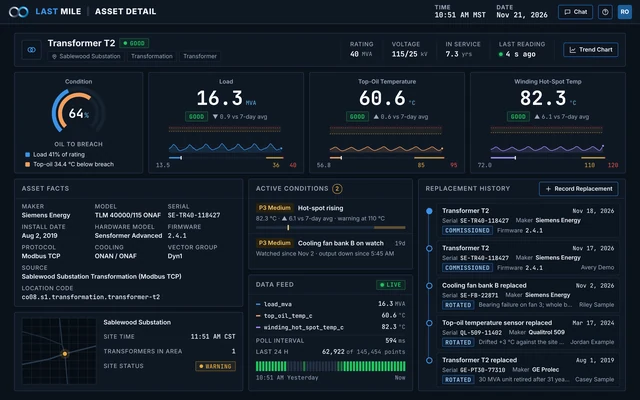 LAST MILE | ASSET DETAIL
TIME
10:51 AM MST
DATE
Nov 21, 2026
Chat
RO
Transformer T2
GOOD
Sablewood Substation
Transformation
Transformer
RATING
40 MVA
VOLTAGE
115/25 kV
IN SERVICE
7.3 yrs
LAST READING
4 s ago
Trend Chart
Condition
64%
OIL TO BREACH
Load 41% of rating
Top-oil 34.4 °C below breach
Load
16.3 MVA
GOOD ▼ 0.9 vs 7-day avg
13.5 36 40
Top-Oil Temperature
60.6 °C
GOOD ▲ 0.6 vs 7-day avg
56.8 85 95
Winding Hot-Spot Temp
82.3 °C
GOOD ▲ 6.1 vs 7-day avg
72.0 110 120
ASSET FACTS
MAKER
Siemens Energy
MODEL
TLM 40000/115 ONAF
SERIAL
SE-TR40-118427
INSTALL DATE
Aug 2, 2019
HARDWARE MODEL
Sensformer Advanced
FIRMWARE
2.4.1
PROTOCOL
Modbus TCP
COOLING
ONAN / ONAF
VECTOR GROUP
Dyn1
SOURCE
Sablewood Substation Transformation (Modbus TCP)
LOCATION CODE
co08.s1.transformation.transformer-t2
Sablewood Substation
SITE TIME 11:51 AM CST
TRANSFORMERS IN AREA 1
SITE STATUS WARNING
ACTIVE CONDITIONS 2
P3 Medium Hot-spot rising
82.3 °C · ▲ 6.1 vs 7-day avg · warning at 110 °C
P3 Medium Cooling fan bank B on watch 19d
Watched since Nov 2 · output down since 5:45 AM
DATA FEED
LIVE
load_mva 16.3 MVA
top_oil_temp_c 60.6 °C
winding_hot_spot_temp_c 82.3 °C
POLL INTERVAL 594 ms
LAST 24 H 62,922 of 145,454 points
10:51 AM Yesterday Now
REPLACEMENT HISTORY
+ Record Replacement
Transformer T2 Nov 18, 2026
Serial SE-TR40-118427 Maker Siemens Energy
COMMISSIONED Firmware 2.4.1
Transformer T2 Nov 17, 2026
Serial SE-TR40-118427 Maker Siemens Energy
COMMISSIONED Avery Demo
Cooling fan bank B replaced Nov 2, 2026
Serial SE-FB-22871 Maker Siemens Energy
ROTATED Bearing failure on fan 3; whole b... Riley Sample
Top-oil temperature sensor replaced Mar 17, 2024
Serial QL-509-11402 Maker Qualitrol 509
ROTATED Drifted +3 °C against the site ... Jordan Example
Transformer T2 replaced Aug 1, 2019
Serial SE-PT30-77310 Maker GE Prolec
ROTATED 30 MVA unit retired after 31 yea... Casey Sample